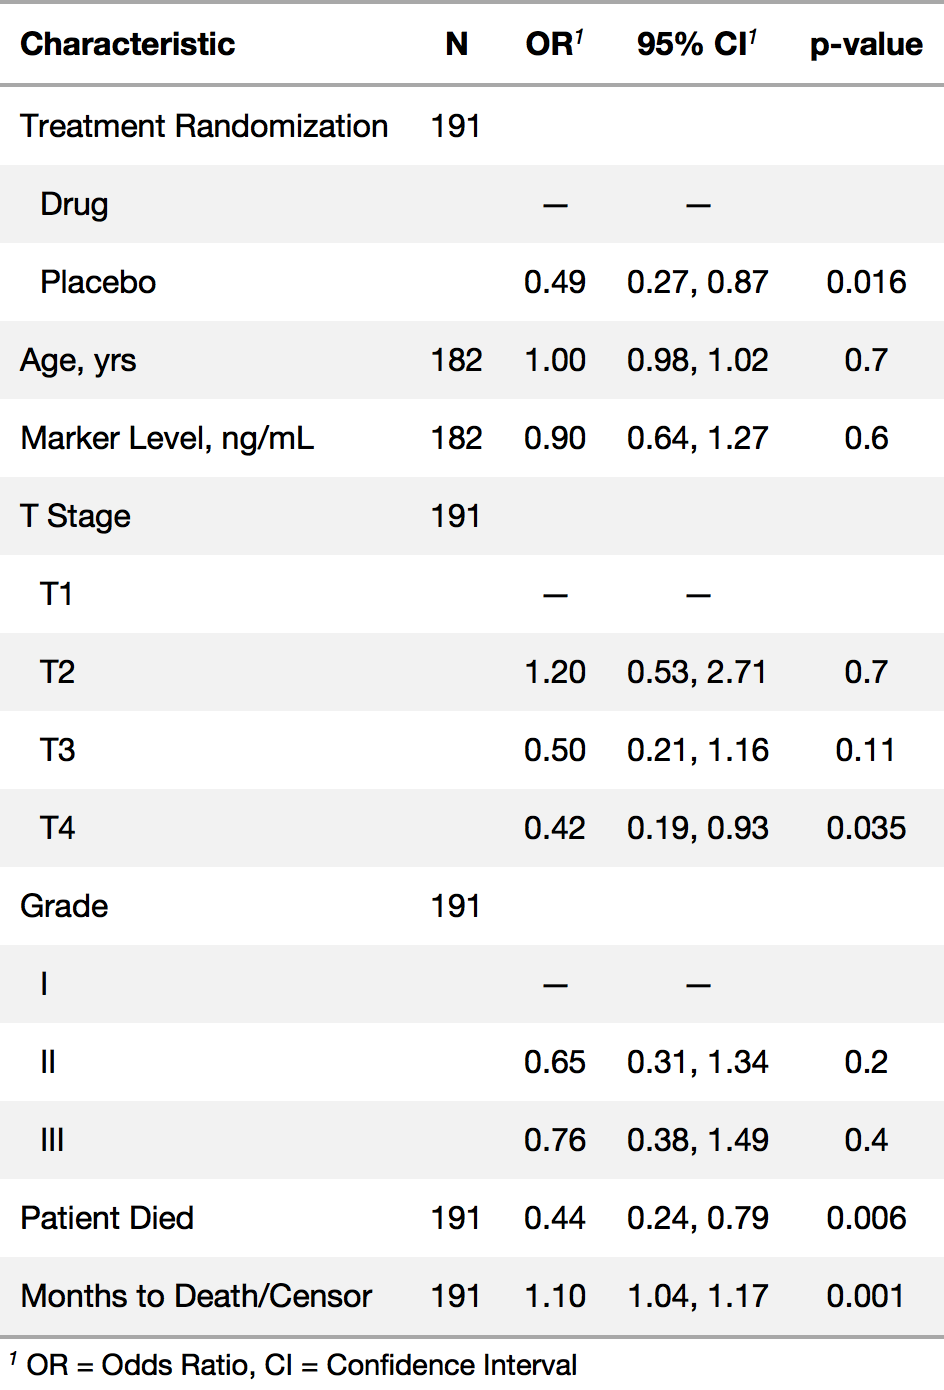 Characteristic N OR¹ 95% CI¹ p-value
Treatment Randomization 191
Drug — —
Placebo 0.49 0.27, 0.87 0.016
Age, yrs 182 1.00 0.98, 1.02 0.7
Marker Level, ng/mL 182 0.90 0.64, 1.27 0.6
T Stage 191
T1 — —
T2 1.20 0.53, 2.71 0.7
T3 0.50 0.21, 1.16 0.11
T4 0.42 0.19, 0.93 0.035
Grade 191
I — —
II 0.65 0.31, 1.34 0.2
III 0.76 0.38, 1.49 0.4
Patient Died 191 0.44 0.24, 0.79 0.006
Months to Death/Censor 191 1.10 1.04, 1.17 0.001
¹ OR = Odds Ratio, CI = Confidence Interval